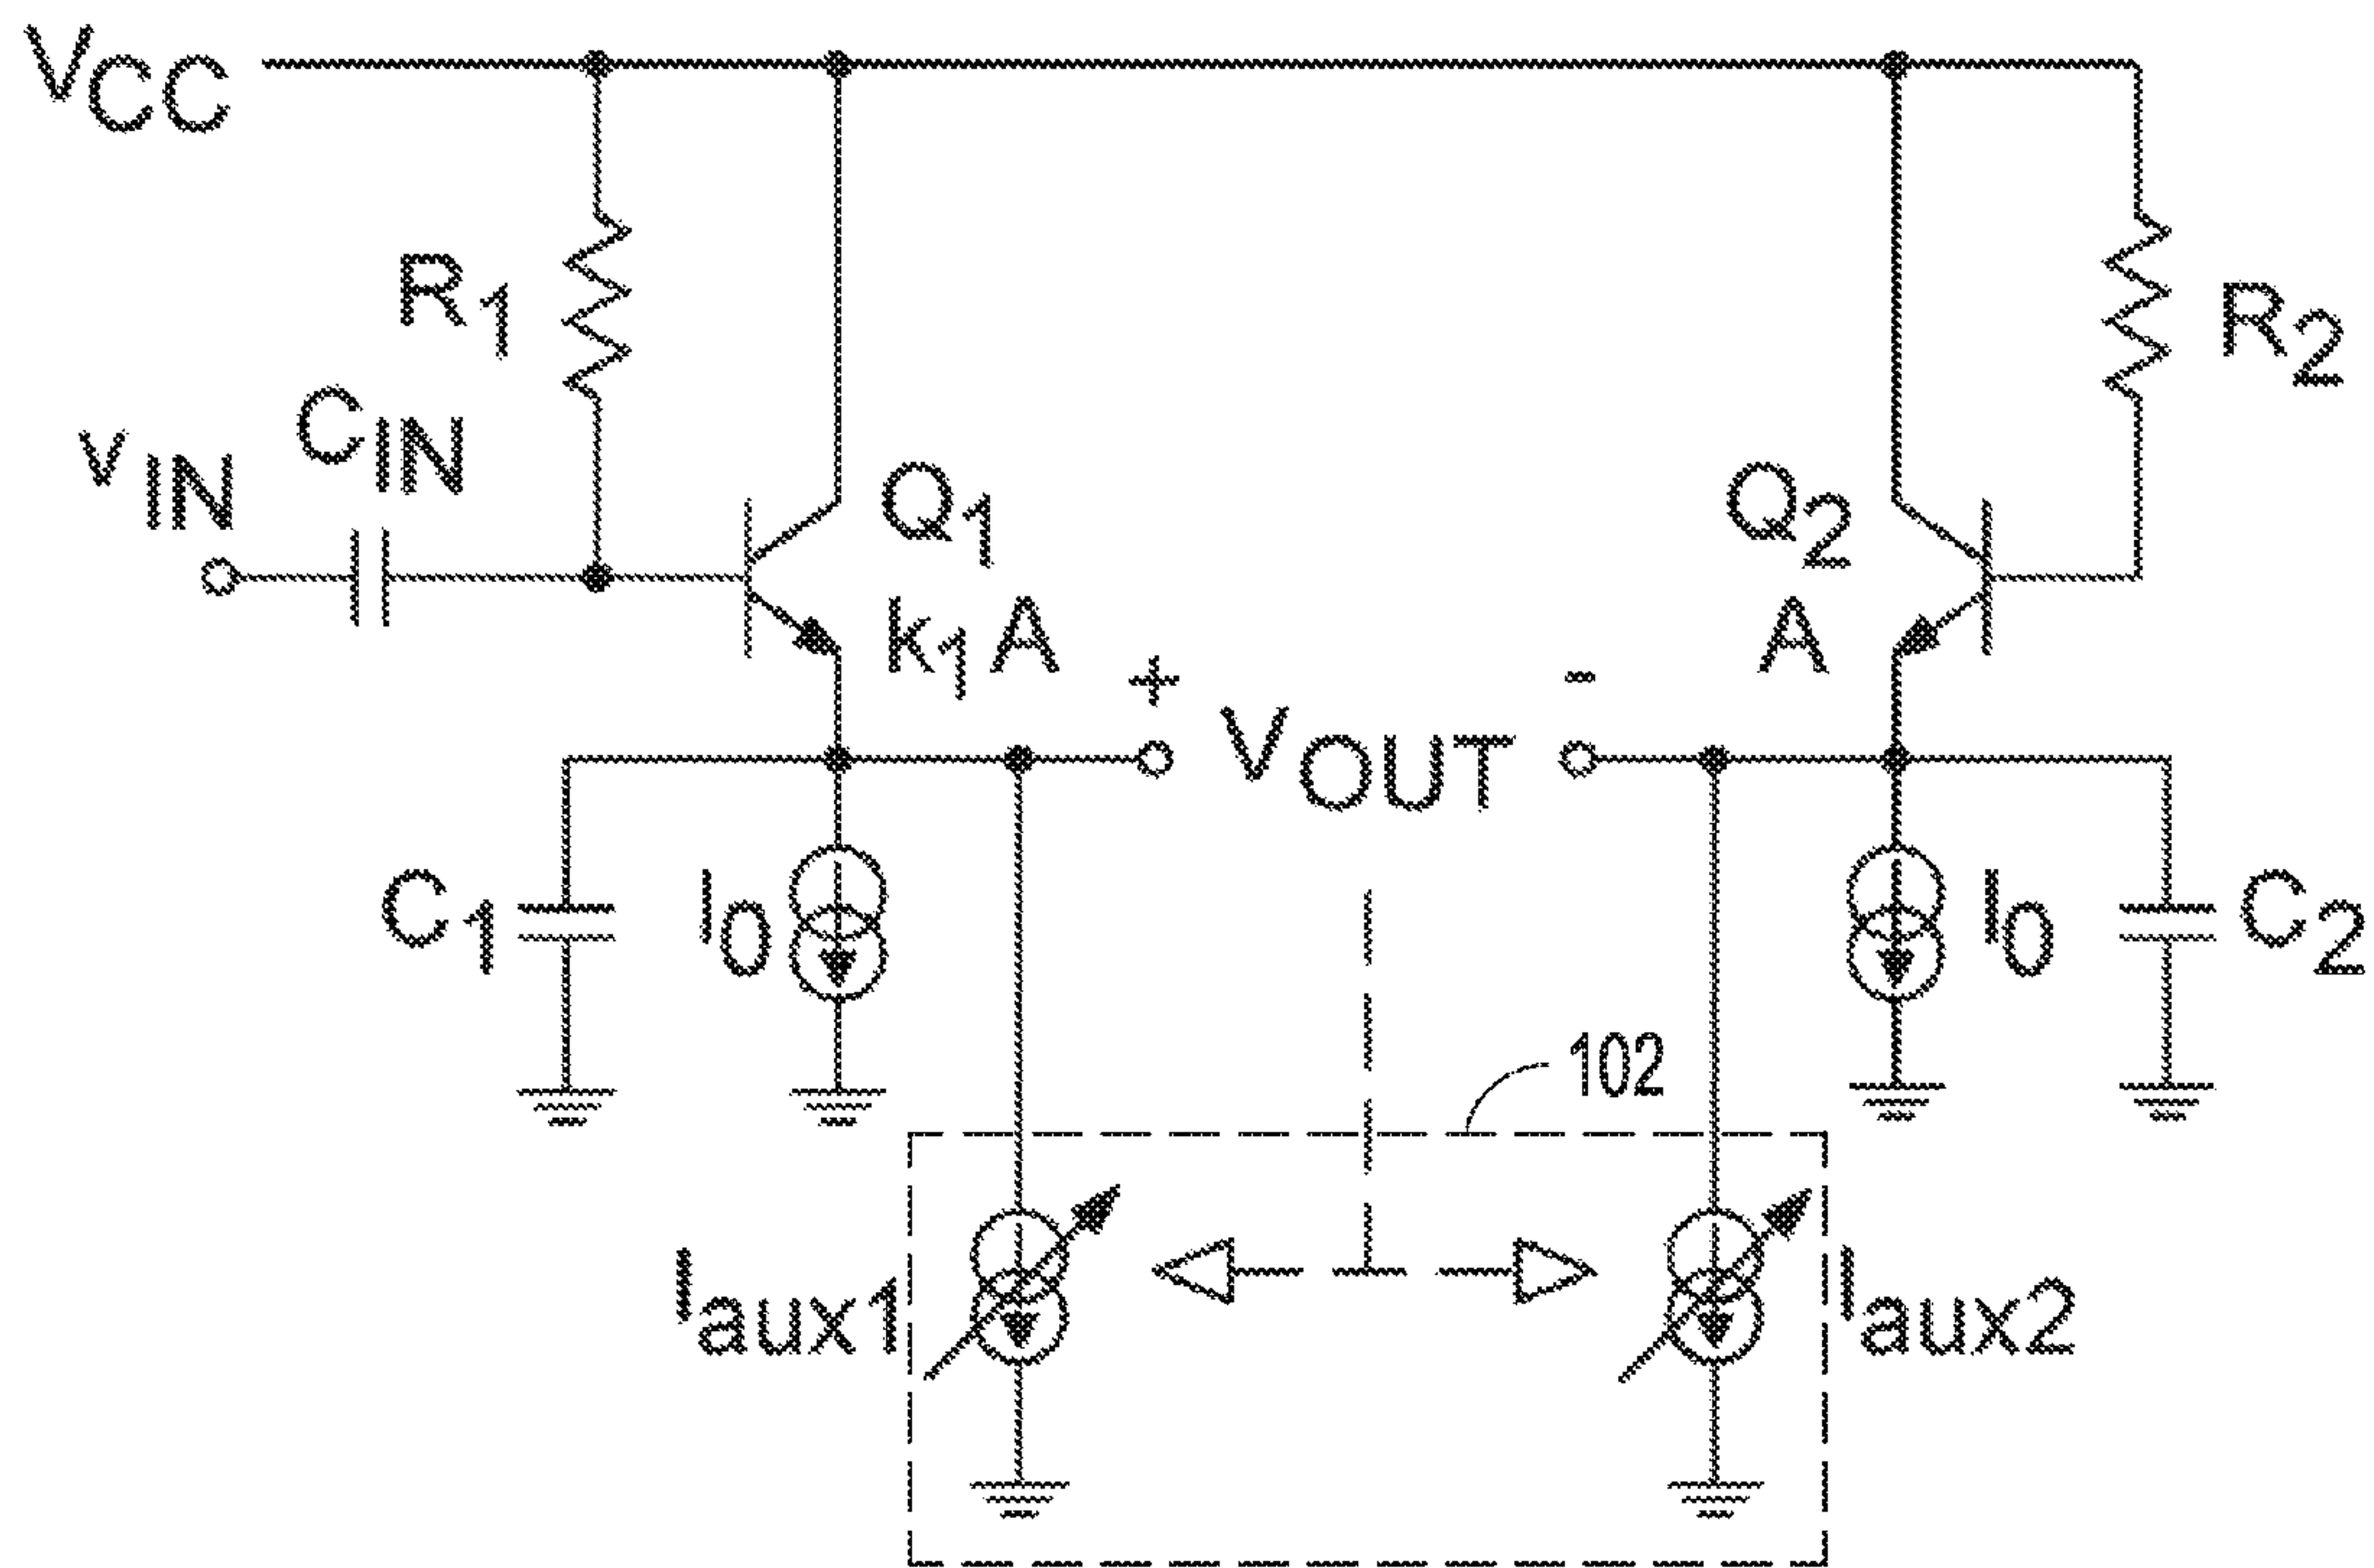 VCC
R1
R2
CIN
vIN
Q1
Q2
k1A
A
+
-
VOUT
C1
I0
I0
C2
102
Iaux1
Iaux2